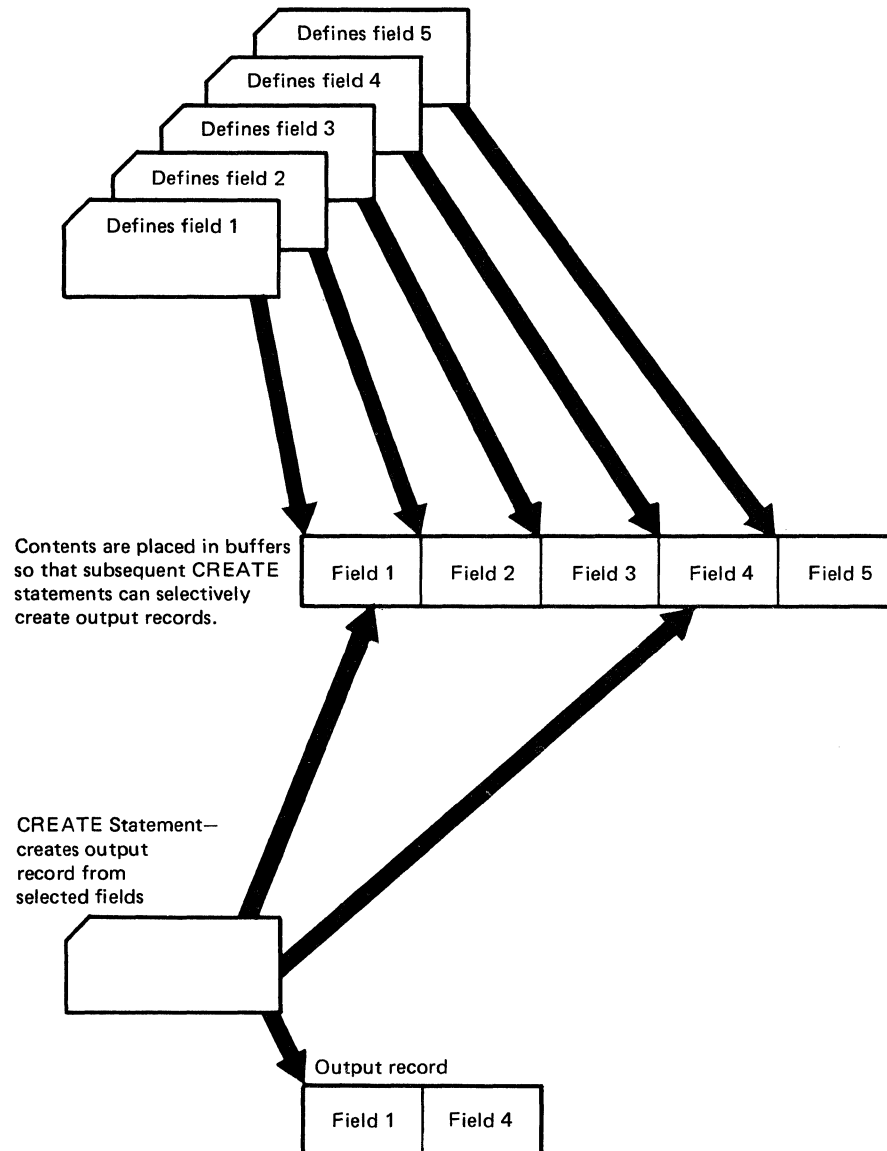 Defines field 5
Defines field 4
Defines field 3
Defines field 2
Defines field 1
Contents are placed in buffers
so that subsequent CREATE
statements can selectively
create output records.
Field 1
Field 2
Field 3
Field 4
Field 5
CREATE Statement—
creates output
record from
selected fields
Output record
Field 1
Field 4